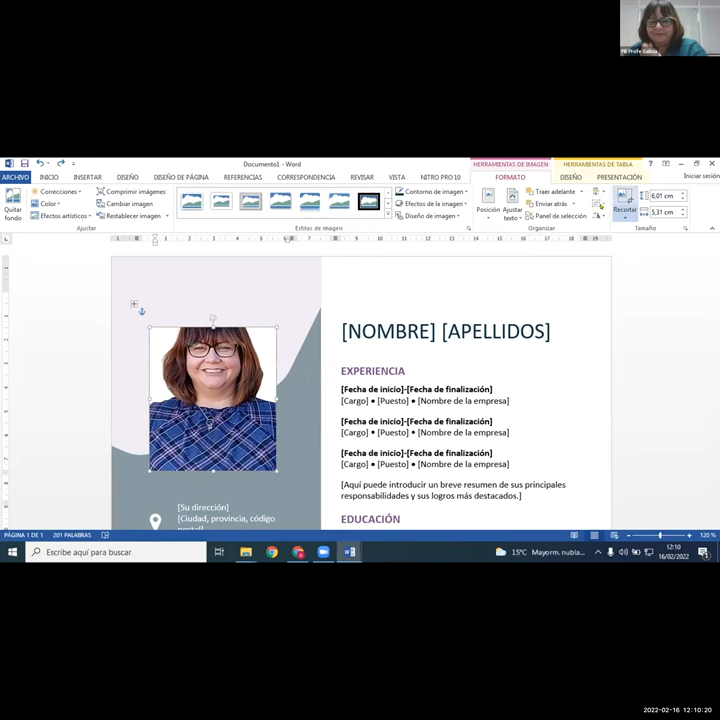 PB Profe Galicia
Documento1 - Word
HERRAMIENTAS DE IMAGEN
HERRAMIENTAS DE TABLA
ARCHIVO INICIO INSERTAR DISEÑO DISEÑO DE PÁGINA REFERENCIAS CORRESPONDENCIA REVISAR VISTA NITRO PRO 10 FORMATO DISEÑO PRESENTACIÓN Iniciar sesión
Quitar fondo
Correcciones
Color
Efectos artísticos
Comprimir imágenes
Cambiar imagen
Restablecer imagen
Ajustar
Estilos de imagen
Contorno de imagen
Efectos de la imagen
Diseño de imagen
Posición
Ajustar texto
Traer adelante
Enviar atrás
Panel de selección
Organizar
Recortar
6,01 cm
5,31 cm
Tamaño
[NOMBRE] [APELLIDOS]
EXPERIENCIA
[Fecha de inicio]-[Fecha de finalización]
[Cargo] • [Puesto] • [Nombre de la empresa]
[Fecha de inicio]-[Fecha de finalización]
[Cargo] • [Puesto] • [Nombre de la empresa]
[Fecha de inicio]-[Fecha de finalización]
[Cargo] • [Puesto] • [Nombre de la empresa]
[Aquí puede introducir un breve resumen de sus principales
responsabilidades y sus logros más destacados.]
EDUCACIÓN
[Su dirección]
[Ciudad, provincia, código
postal]
PÁGINA 1 DE 1 201 PALABRAS
120 %
Escribe aquí para buscar
15°C Mayorm. nubla...
12:10
16/02/2022
2022-02-16 12:10:20